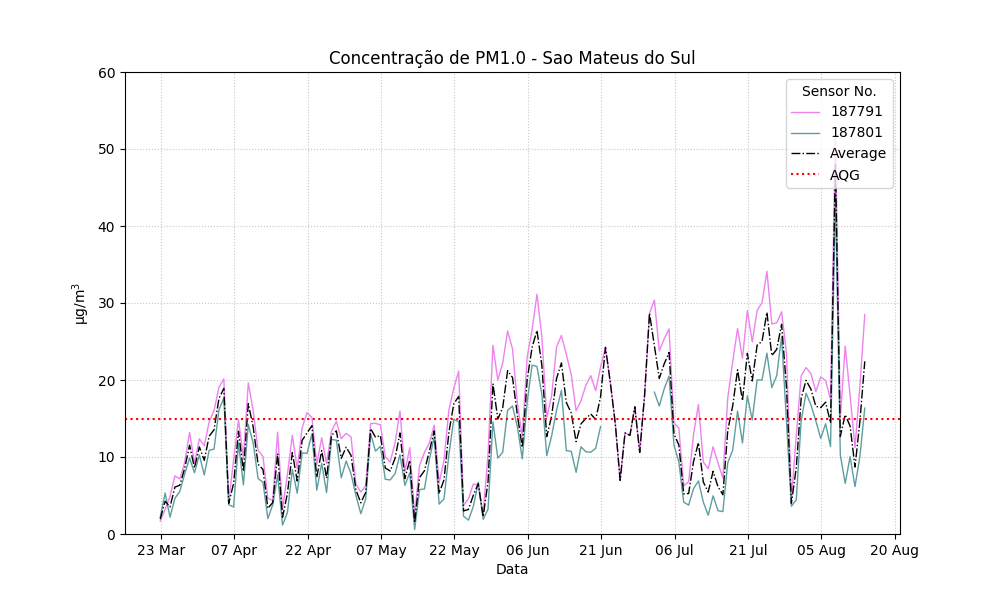 Concentração de PM1.0 - Sao Mateus do Sul
Sensor No.
187791
187801
Average
AQG
60
50
40
30
20
10
0
µg/m³
23 Mar
07 Apr
22 Apr
07 May
22 May
06 Jun
21 Jun
06 Jul
21 Jul
05 Aug
20 Aug
Data